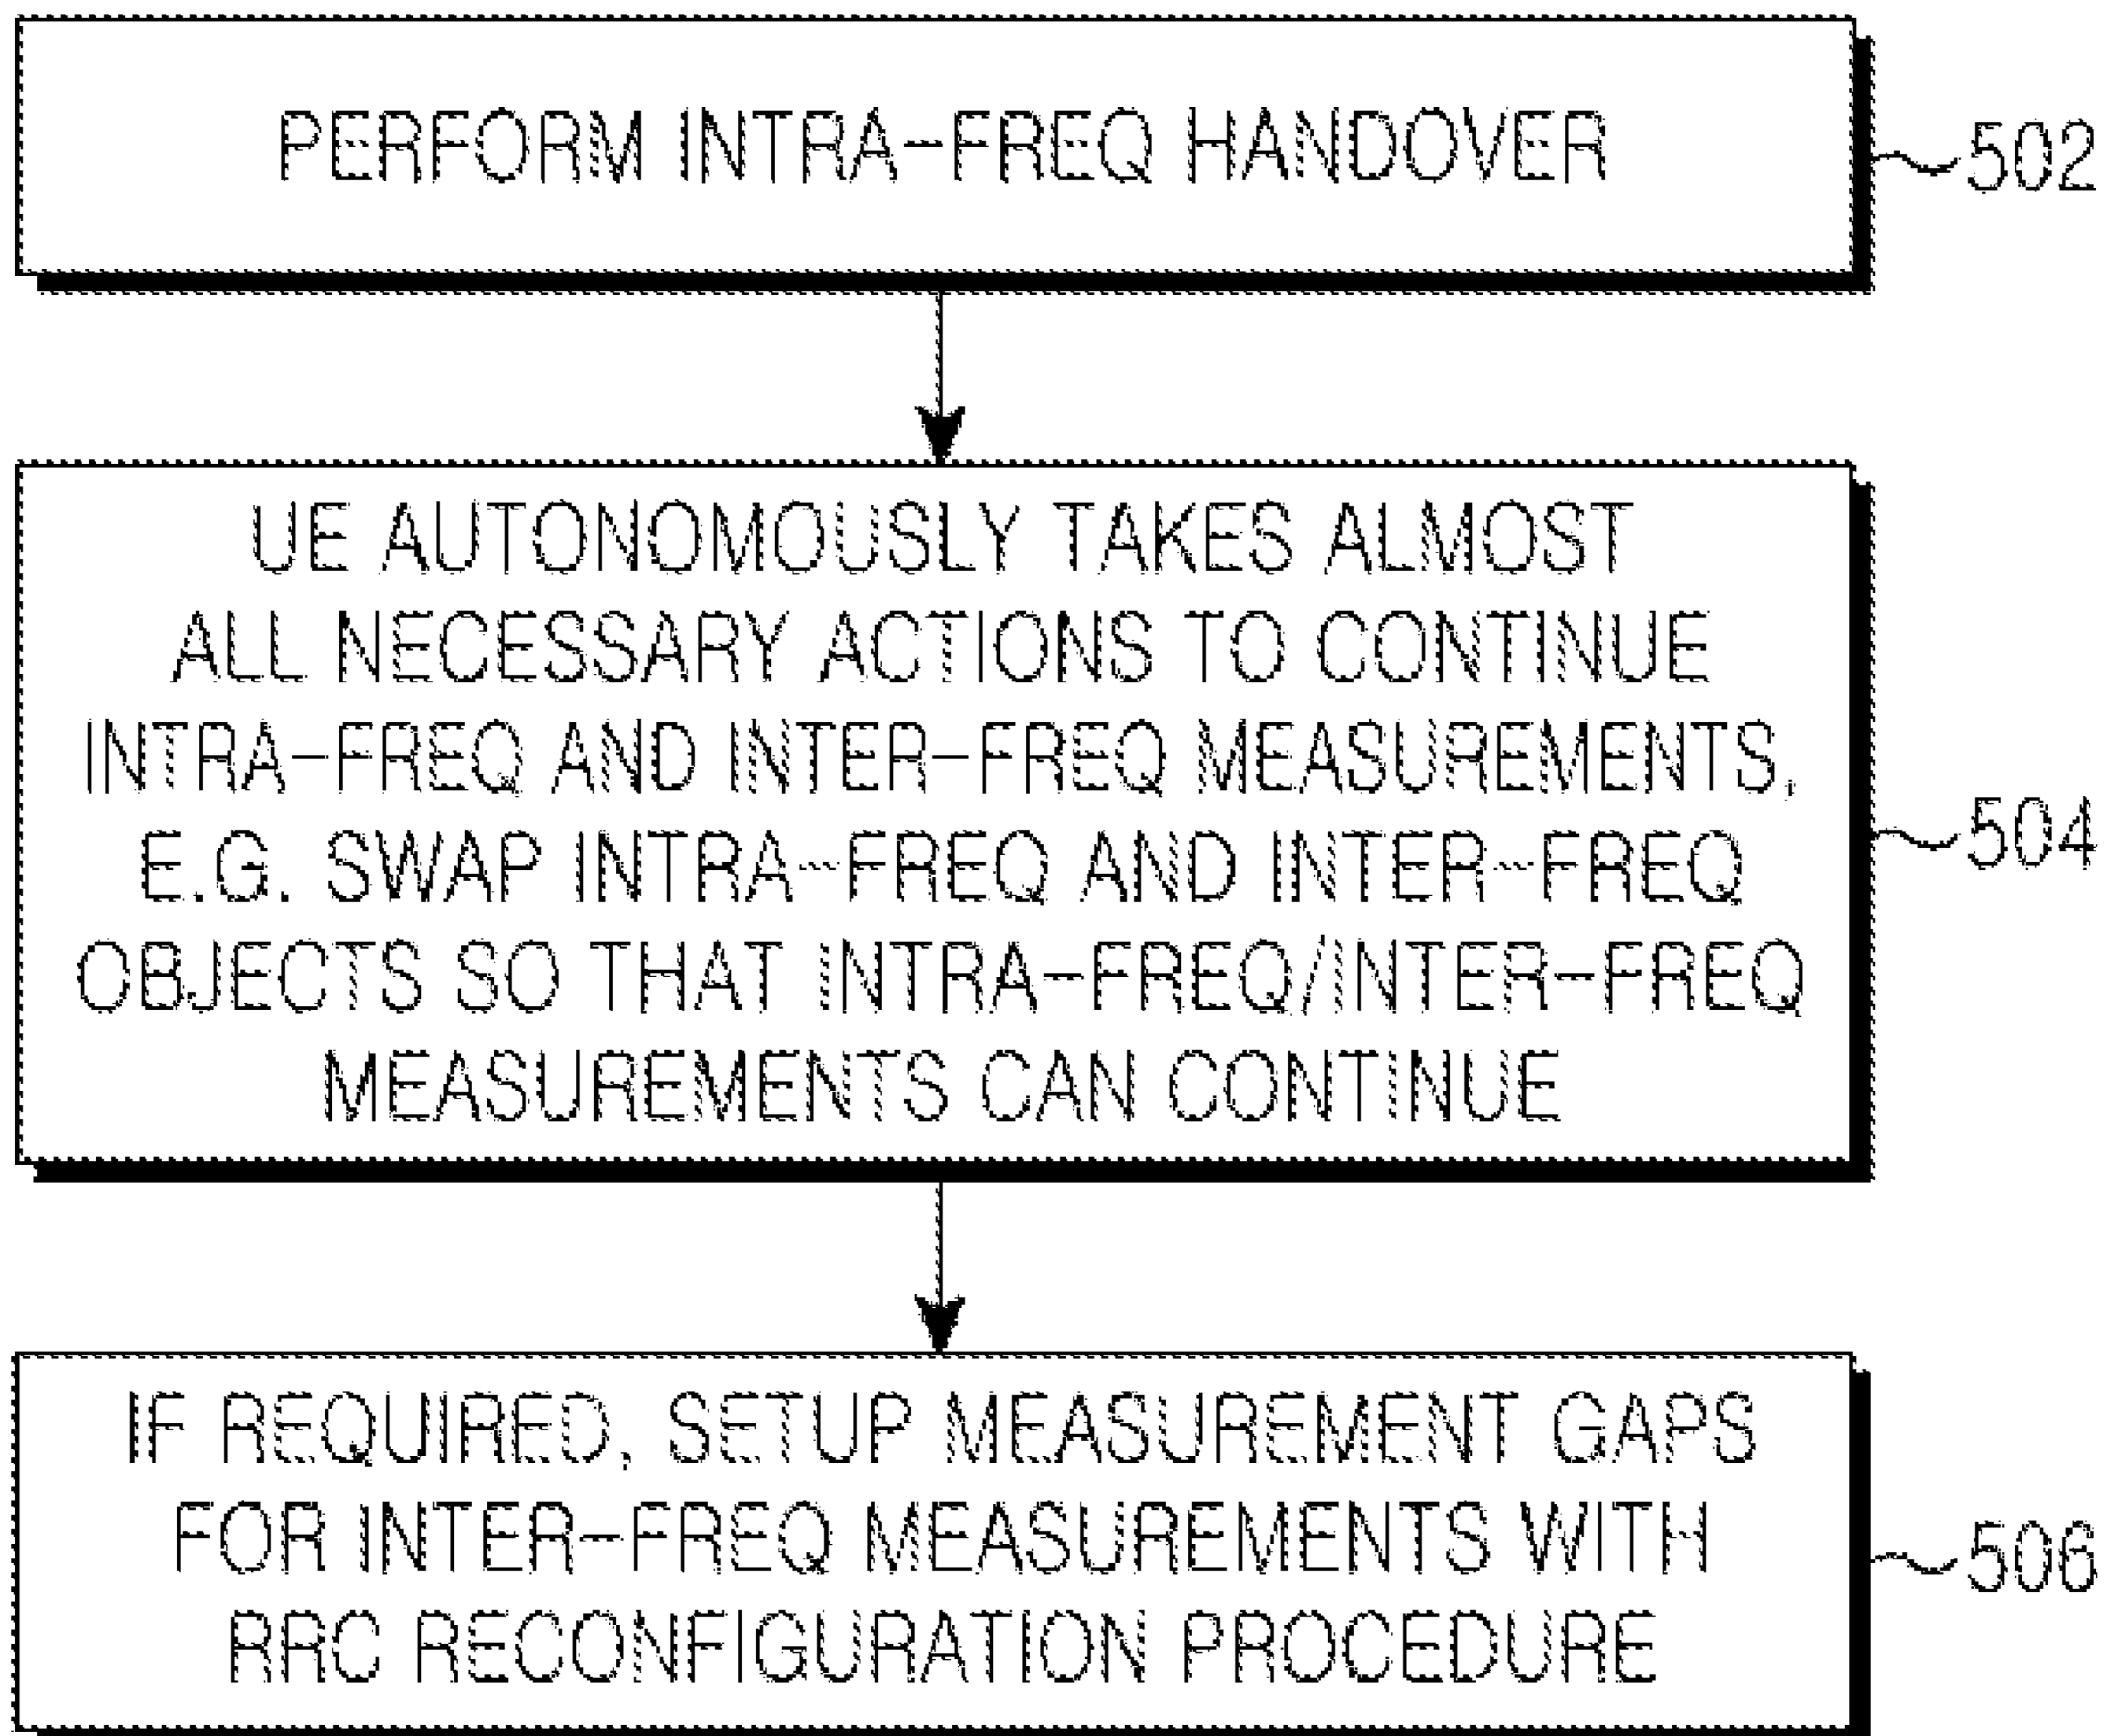 PERFORM INTRA-FREQ HANDOVER
502
UE AUTONOMOUSLY TAKES ALMOST
ALL NECESSARY ACTIONS TO CONTINUE
INTRA-FREQ AND INTER-FREQ MEASUREMENTS,
E.G. SWAP INTRA-FREQ AND INTER-FREQ
OBJECTS SO THAT INTRA-FREQ/INTER-FREQ
MEASUREMENTS CAN CONTINUE
504
IF REQUIRED, SETUP MEASUREMENT GAPS
FOR INTER-FREQ MEASUREMENTS WITH
RRC RECONFIGURATION PROCEDURE
506